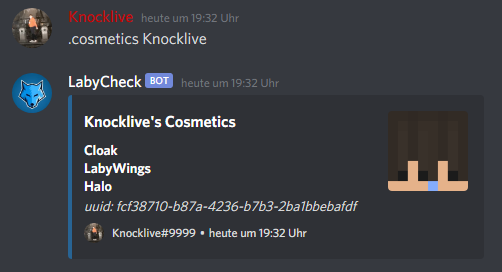 Knocklive heute um 19:32 Uhr
.cosmetics Knocklive
LabyCheck BOT heute um 19:32 Uhr
Knocklive's Cosmetics
Cloak
LabyWings
Halo
uuid: fcf38710-b87a-4236-b7b3-2ba1bbebafdf
Knocklive#9999 • heute um 19:32 Uhr